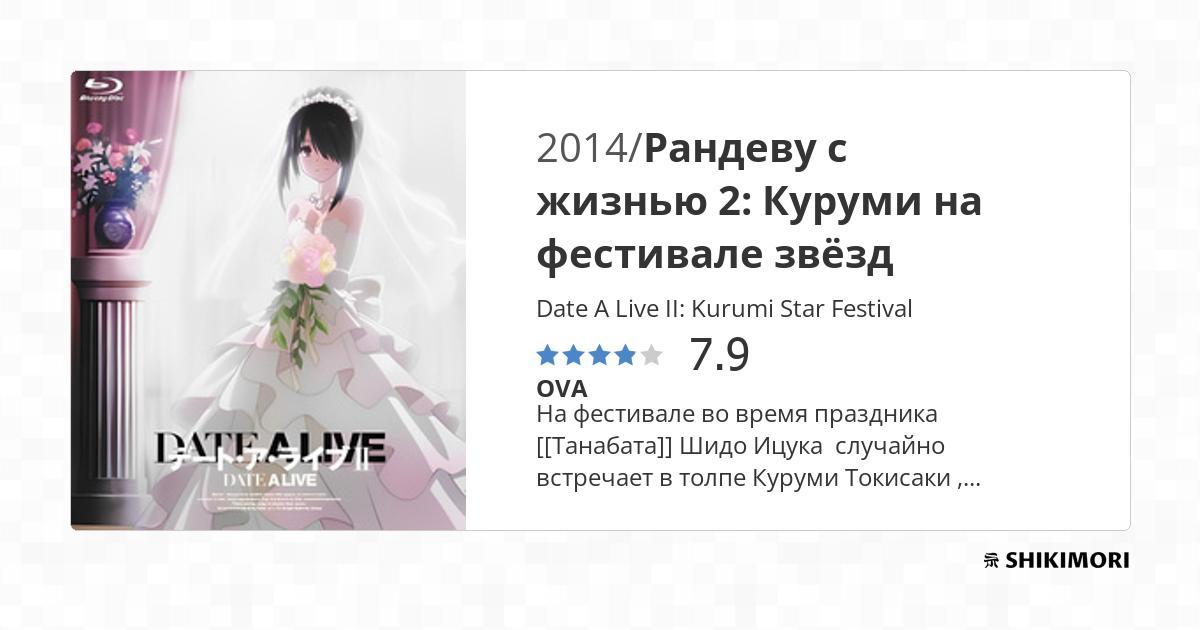 Blu-ray Disc
2014/Рандеву с
жизнью 2: Куруми на
фестивале звёзд
Date A Live II: Kurumi Star Festival
7.9
OVA
На фестивале во время праздника
[[Танабата]] Шидо Ицука  случайно
встречает в толпе Куруми Токисаки ,...
DATE A LIVE
デート・ア・ライブII
DATE A LIVE
SHIKIMORI